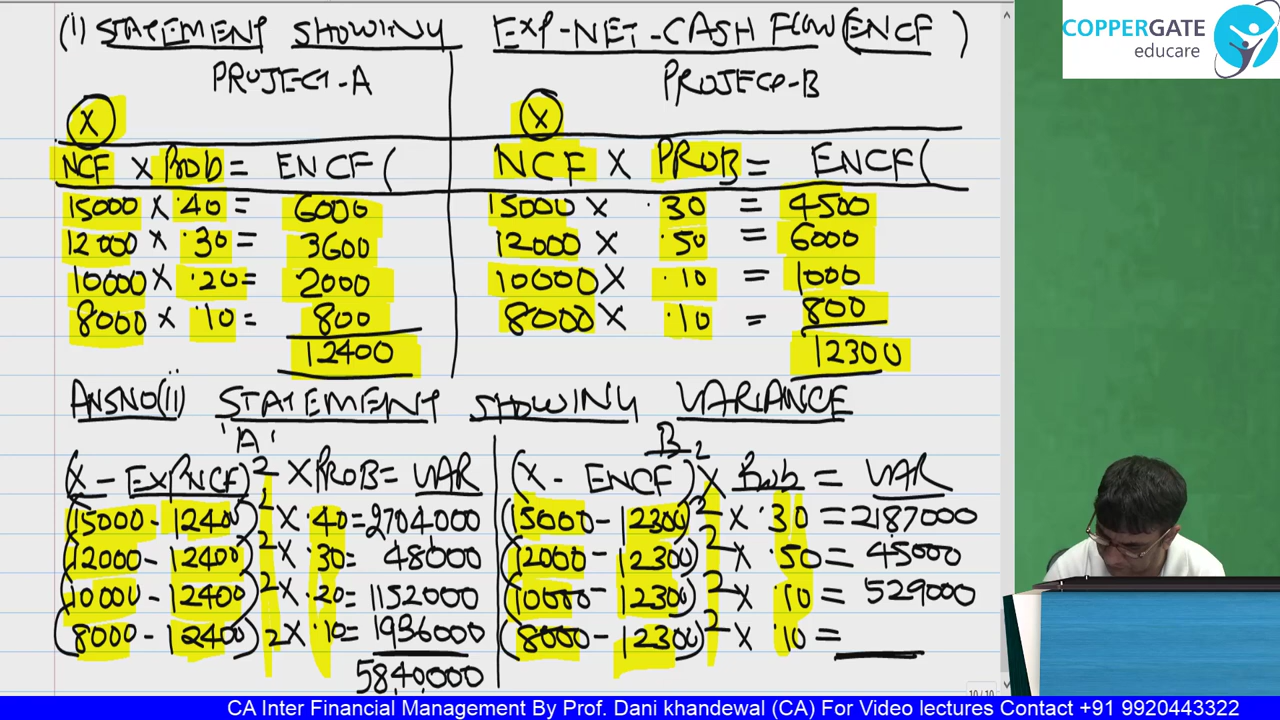 (i) STATEMENT SHOWING EXP-NET-CASH FLOW (ENCF)
PROJECT-A
PROJECT-B
X
X
NCF X PROB = ENCF(
NCF X PROB = ENCF(
15000 X .40 = 6000
15000 X .30 = 4500
12000 X .30 = 3600
12000 X .50 = 6000
10000 X .20 = 2000
10000 X .10 = 1000
8000 X .10 = 800
8000 X .10 = 800
12400
12300
ANSNO(ii) STATEMENT SHOWING VARIANCE
'A'
B
(X - EXPNCF)² X PROB = VAR
(X - ENCF)² X Prob = VAR
(15000 - 12400)² X .40 = 2704000
(15000 - 12300)² X .30 = 2187000
(12000 - 12400)² X .30 = 48000
(12000 - 12300)² X .50 = 45000
(10000 - 12400)² X .20 = 1152000
(10000 - 12300)² X .10 = 529000
(8000 - 12400)² X .10 = 1936000
(8000 - 12300)² X .10 =
5840000
10 / 10
COPPERGATE
educare
CA Inter Financial Management By Prof. Dani khandewal (CA) For Video lectures Contact +91 9920443322